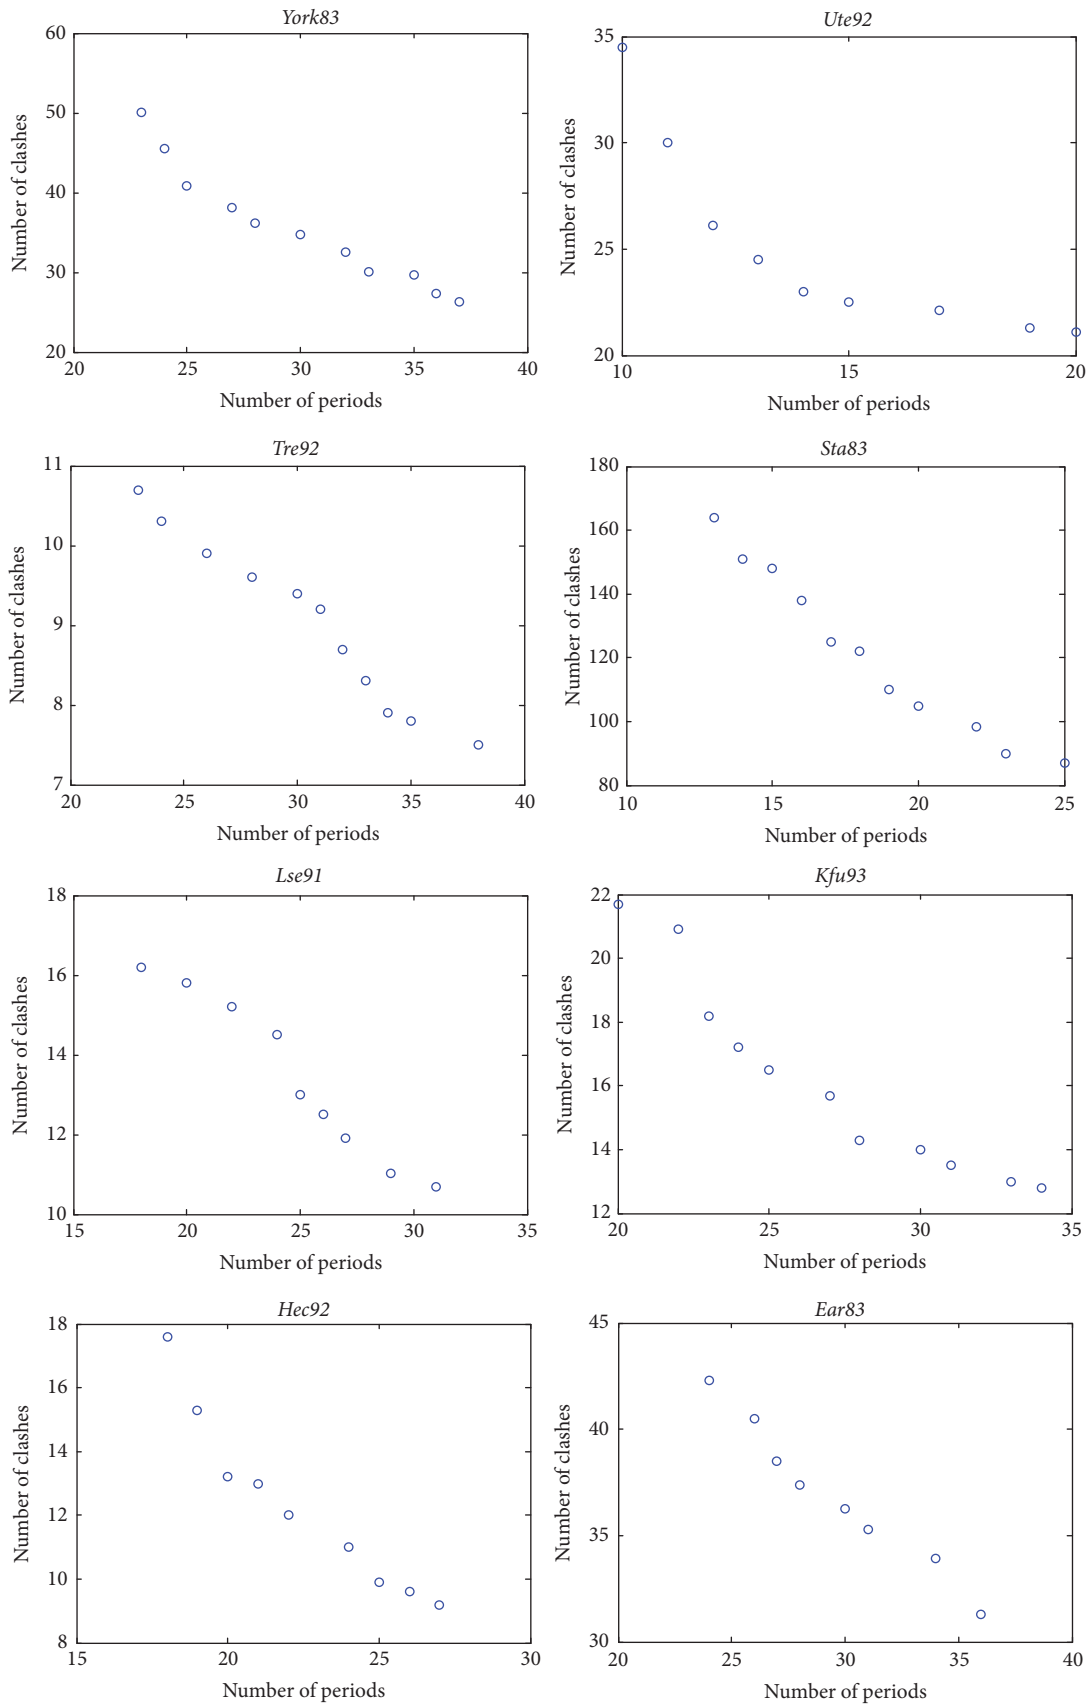 York83
60
50
40
30
20
Number of clashes
20 25 30 35 40
Number of periods
Ute92
35
30
25
20
Number of clashes
10 15 20
Number of periods
Tre92
11
10
9
8
7
Number of clashes
20 25 30 35 40
Number of periods
Sta83
180
160
140
120
100
80
Number of clashes
10 15 20 25
Number of periods
Lse91
18
16
14
12
10
Number of clashes
15 20 25 30 35
Number of periods
Kfu93
22
20
18
16
14
12
Number of clashes
20 25 30 35
Number of periods
Hec92
18
16
14
12
10
8
Number of clashes
15 20 25 30
Number of periods
Ear83
45
40
35
30
Number of clashes
20 25 30 35 40
Number of periods